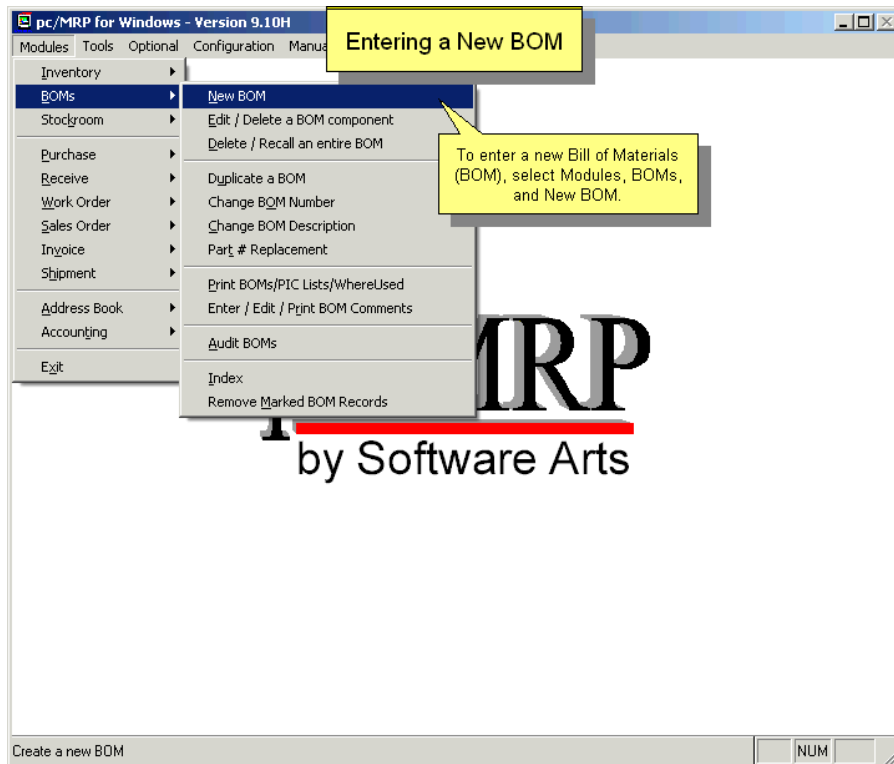 pc/MRP for Windows - Version 9.10H
Entering a New BOM
Modules Tools Optional Configuration
Inventory
BOMs
Stockroom
Purchase
Receive
Work Order
Sales Order
Invoice
Shipment
Address Book
Accounting
Exit
New BOM
Edit / Delete a BOM component
Delete / Recall an entire BOM
Duplicate a BOM
Change BOM Number
Change BOM Description
Part # Replacement
Print BOMs/PIC Lists/WhereUsed
Enter / Edit / Print BOM Comments
Audit BOMs
Index
Remove Marked BOM Records
To enter a new Bill of Materials
(BOM), select Modules, BOMs,
and New BOM.
MRP
by Software Arts
Create a new BOM
NUM